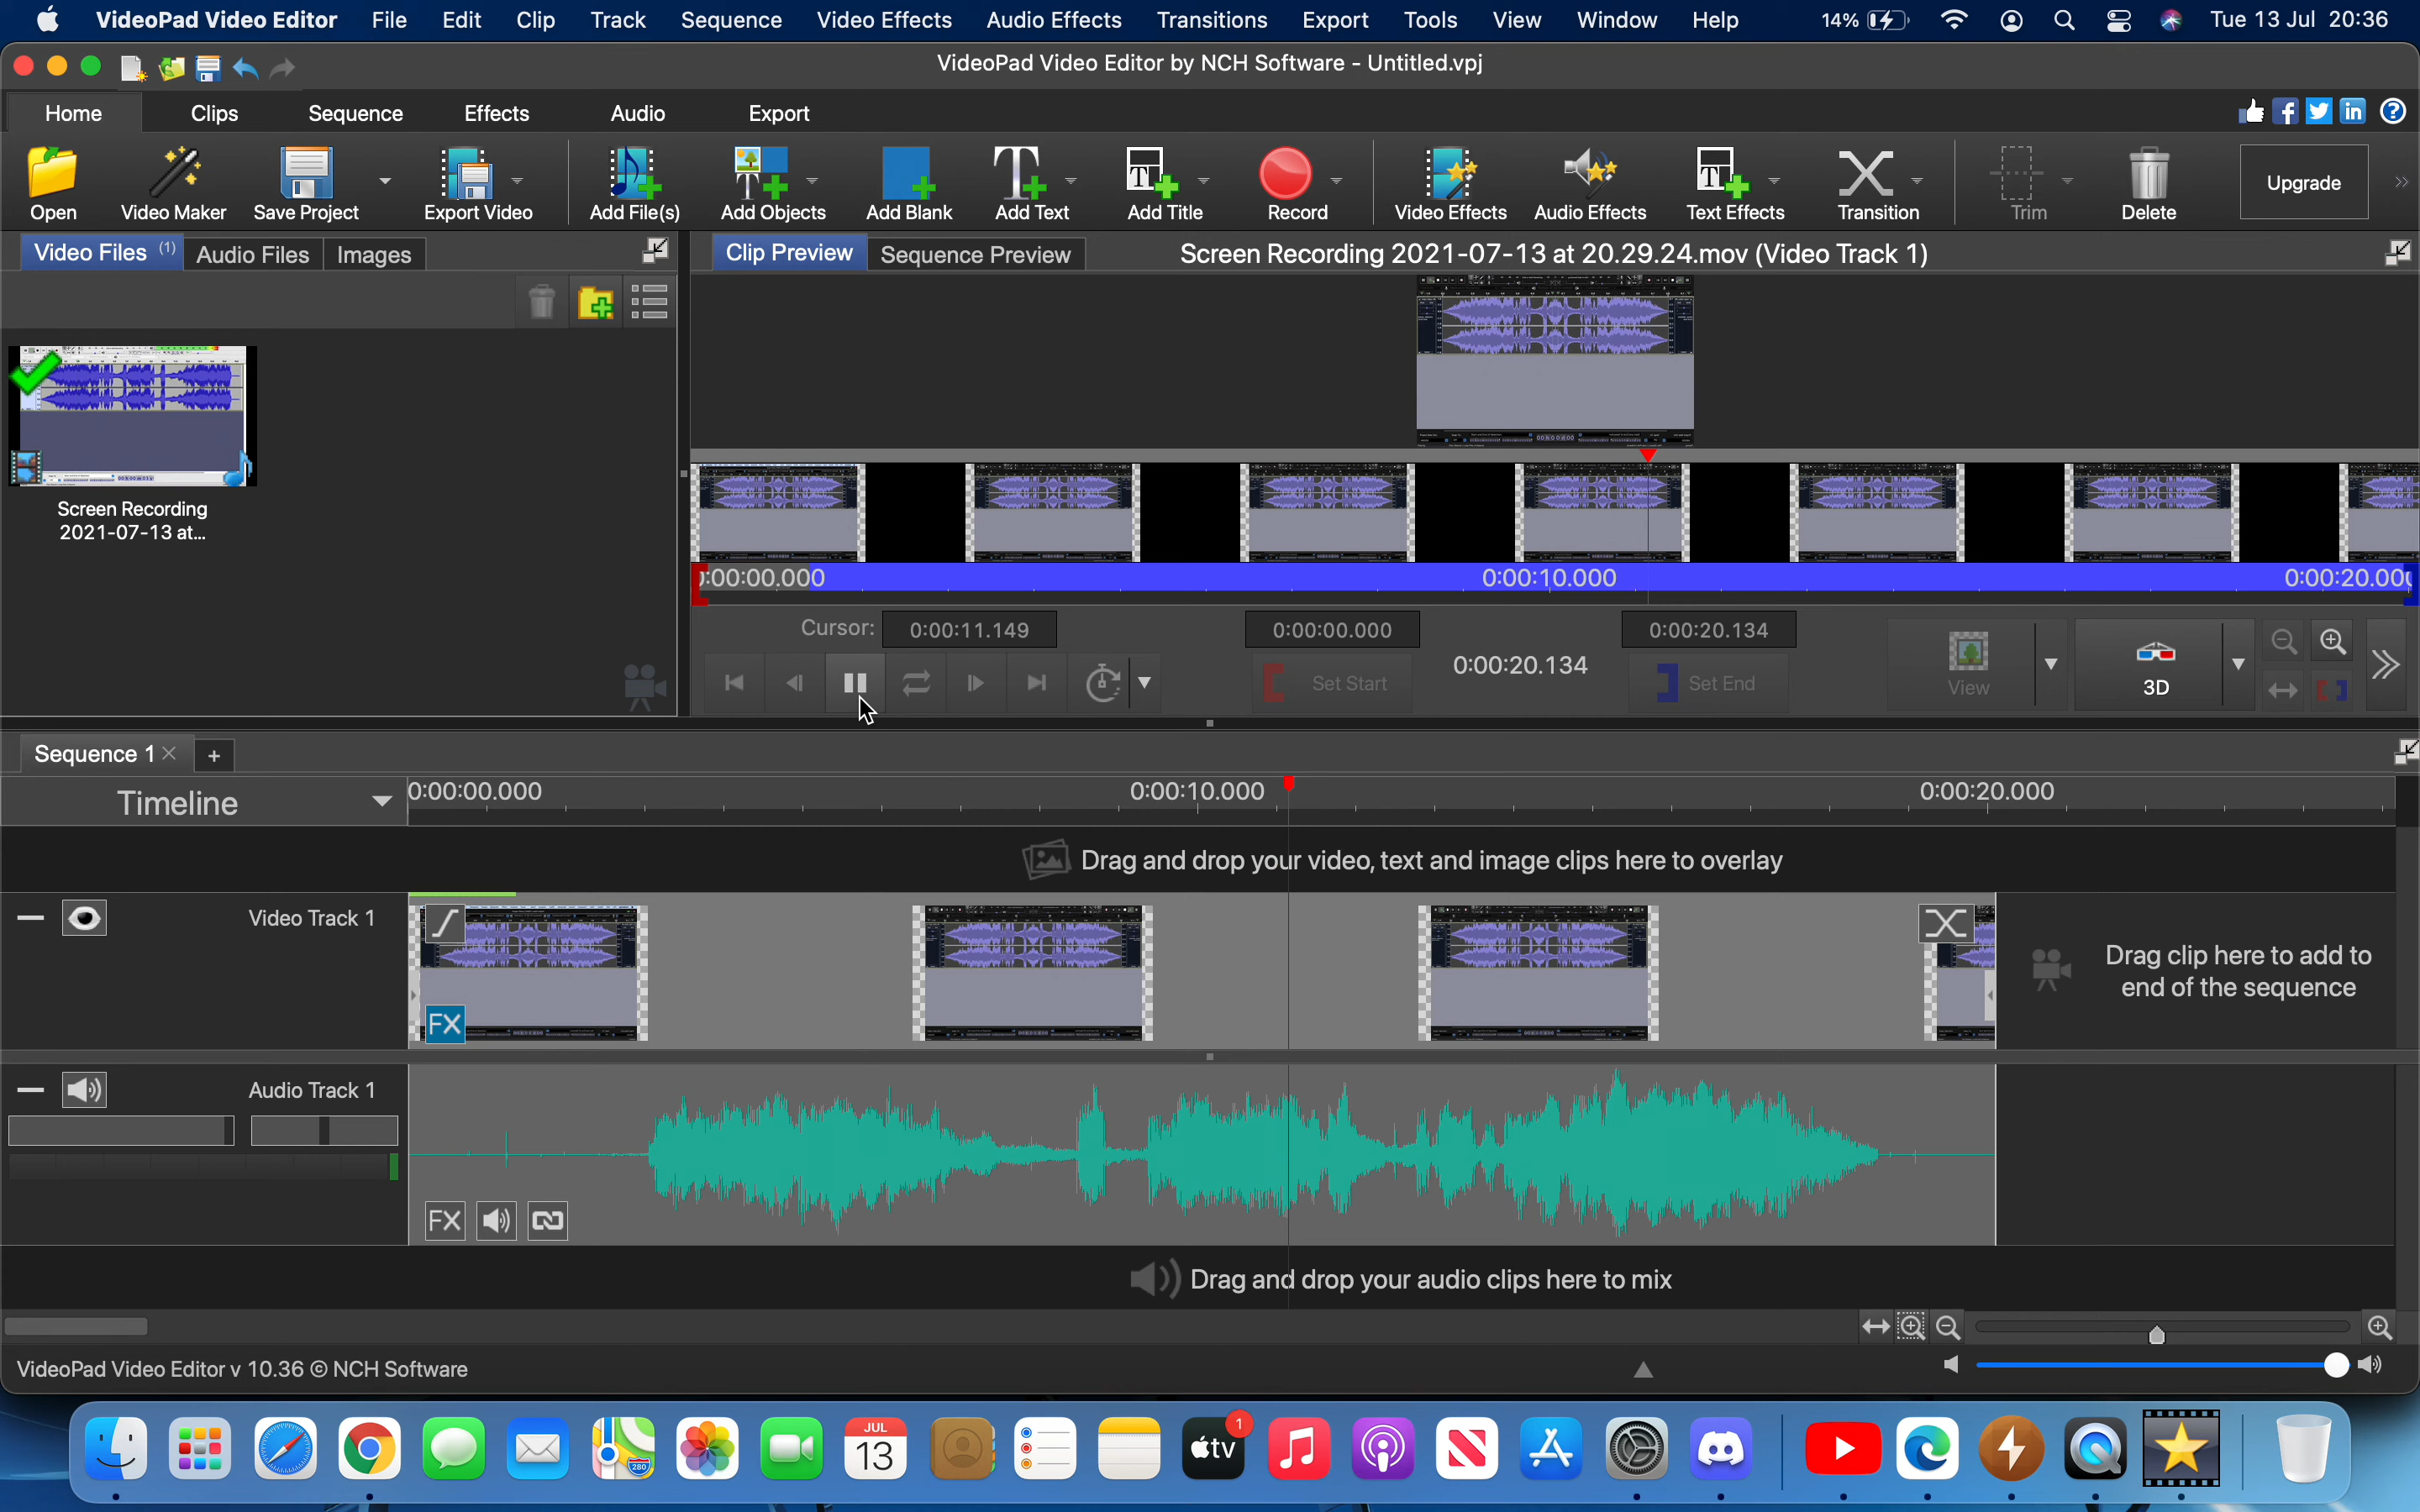 VideoPad Video Editor File Edit Clip Track Sequence Video Effects Audio Effects Transitions Export Tools View Window Help 14% Tue 13 Jul 20:36
VideoPad Video Editor by NCH Software - Untitled.vpj
Home Clips Sequence Effects Audio Export
Open Video Maker Save Project Export Video Add File(s) Add Objects Add Blank Add Text Add Title Record Video Effects Audio Effects Text Effects Transition Trim Delete Upgrade
Video Files (1) Audio Files Images
Clip Preview Sequence Preview Screen Recording 2021-07-13 at 20.29.24.mov (Video Track 1)
Screen Recording
2021-07-13 at...
0:00:10.000
Cursor: 0:00:11.149 0:00:00.000 0:00:20.134
Set Start 0:00:20.134 Set End View 3D
Sequence 1
Timeline 0:00:00.000 0:00:10.000 0:00:20.000
Drag and drop your video, text and image clips here to overlay
Video Track 1
FX
Drag clip here to add to
end of the sequence
Audio Track 1
FX
Drag and drop your audio clips here to mix
VideoPad Video Editor v 10.36 © NCH Software
JUL
13
280
tv
1